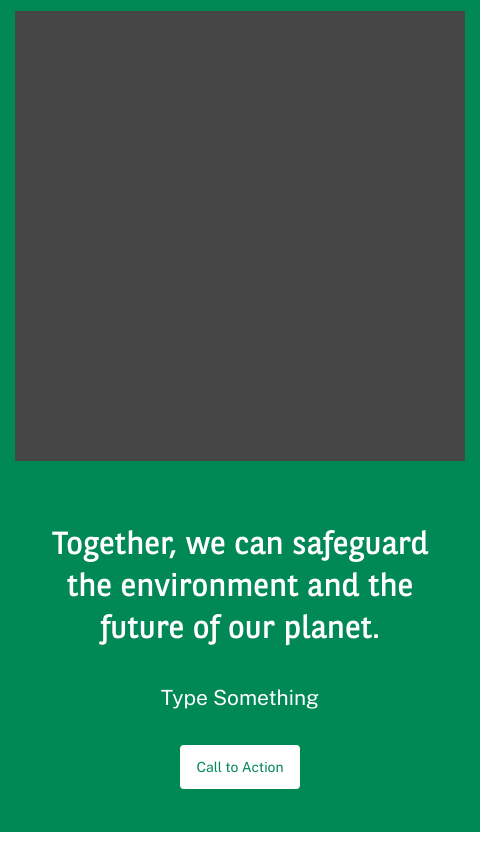 Together, we can safeguard
the environment and the
future of our planet.
Type Something
Call to Action